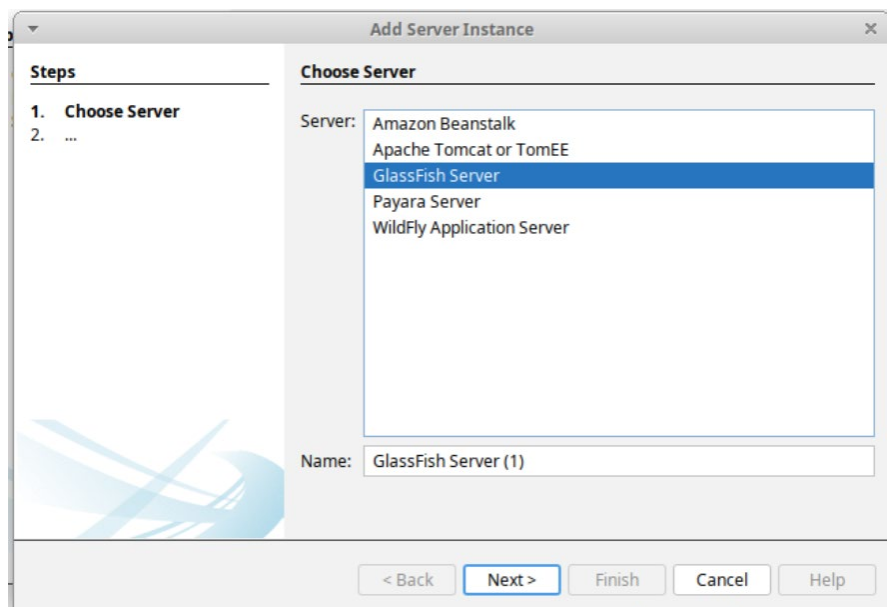 Add Server Instance
Steps
1. Choose Server
2. ...
Choose Server
Server:
Amazon Beanstalk
Apache Tomcat or TomEE
GlassFish Server
Payara Server
WildFly Application Server
Name: GlassFish Server (1)
< Back Next > Finish Cancel Help